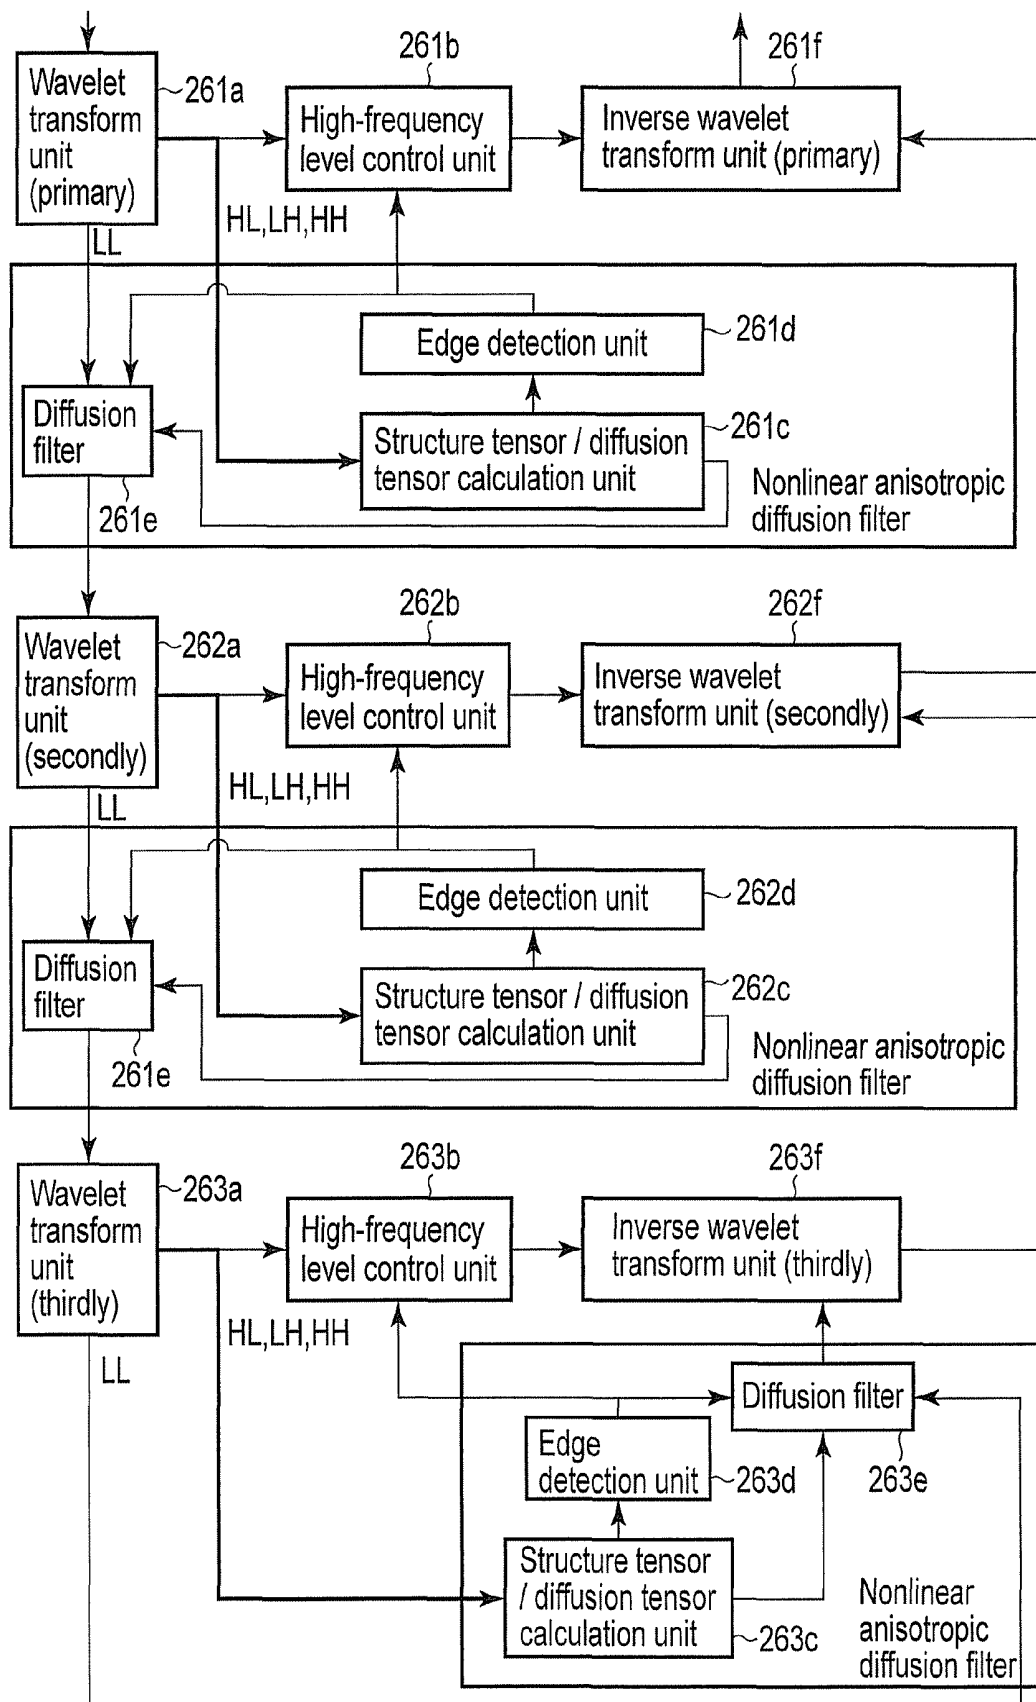 261b
261f
Wavelet
transform
unit
(primary)
261a
High-frequency
level control unit
Inverse wavelet
transform unit (primary)
HL,LH,HH
LL
Edge detection unit
261d
Diffusion
filter
261e
Structure tensor / diffusion
tensor calculation unit
261c
Nonlinear anisotropic
diffusion filter
262b
262f
Wavelet
transform
unit
(secondly)
262a
High-frequency
level control unit
Inverse wavelet
transform unit (secondly)
HL,LH,HH
LL
Edge detection unit
262d
Diffusion
filter
261e
Structure tensor / diffusion
tensor calculation unit
262c
Nonlinear anisotropic
diffusion filter
263b
263f
Wavelet
transform
unit
(thirdly)
263a
High-frequency
level control unit
Inverse wavelet
transform unit (thirdly)
HL,LH,HH
LL
Diffusion filter
263e
Edge
detection unit
263d
Structure tensor
/ diffusion tensor
calculation unit
263c
Nonlinear
anisotropic
diffusion filter